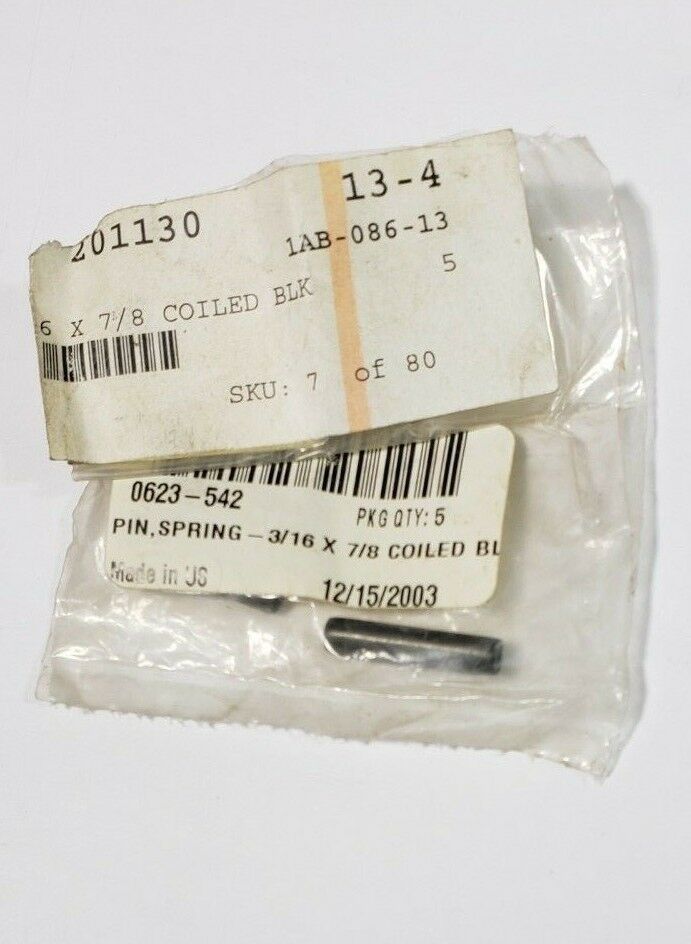 201130 13-4
1AB-086-13
6 X 7/8 COILED BLK 5
SKU: 7 of 80
0623-542
PKG QTY: 5
PIN, SPRING - 3/16 X 7/8 COILED BL
Made in US
12/15/2003